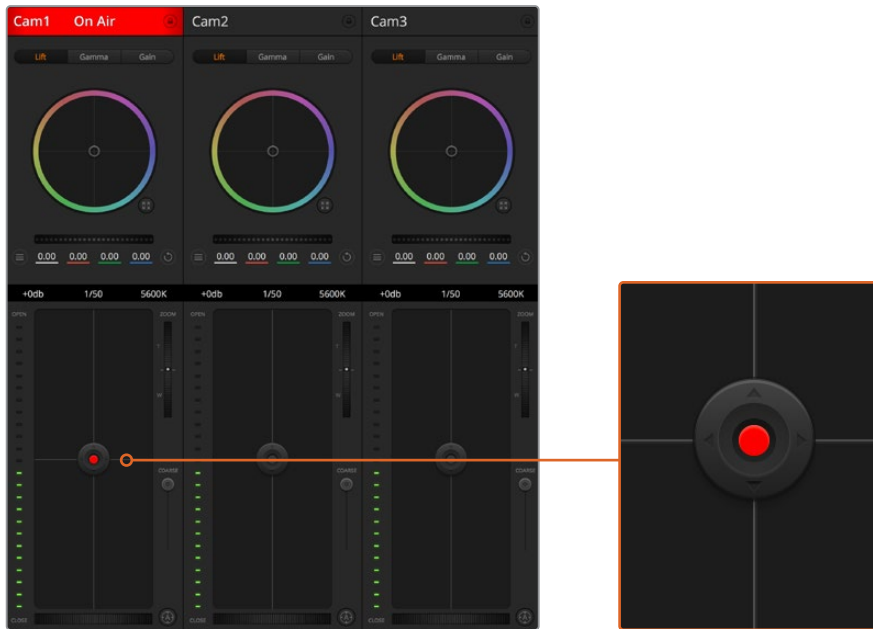 Cam1 On Air Cam2 Cam3
Lift Gamma Gain Lift Gamma Gain Lift Gamma Gain
0.00 0.00 0.00 0.00 0.00 0.00 0.00 0.00 0.00 0.00 0.00 0.00
+0db 1/50 5600K +0db 1/50 5600K +0db 1/50 5600K
OPEN ZOOM OPEN ZOOM OPEN ZOOM
T T T
W W W
COARSE COARSE COARSE
CLOSE CLOSE CLOSE